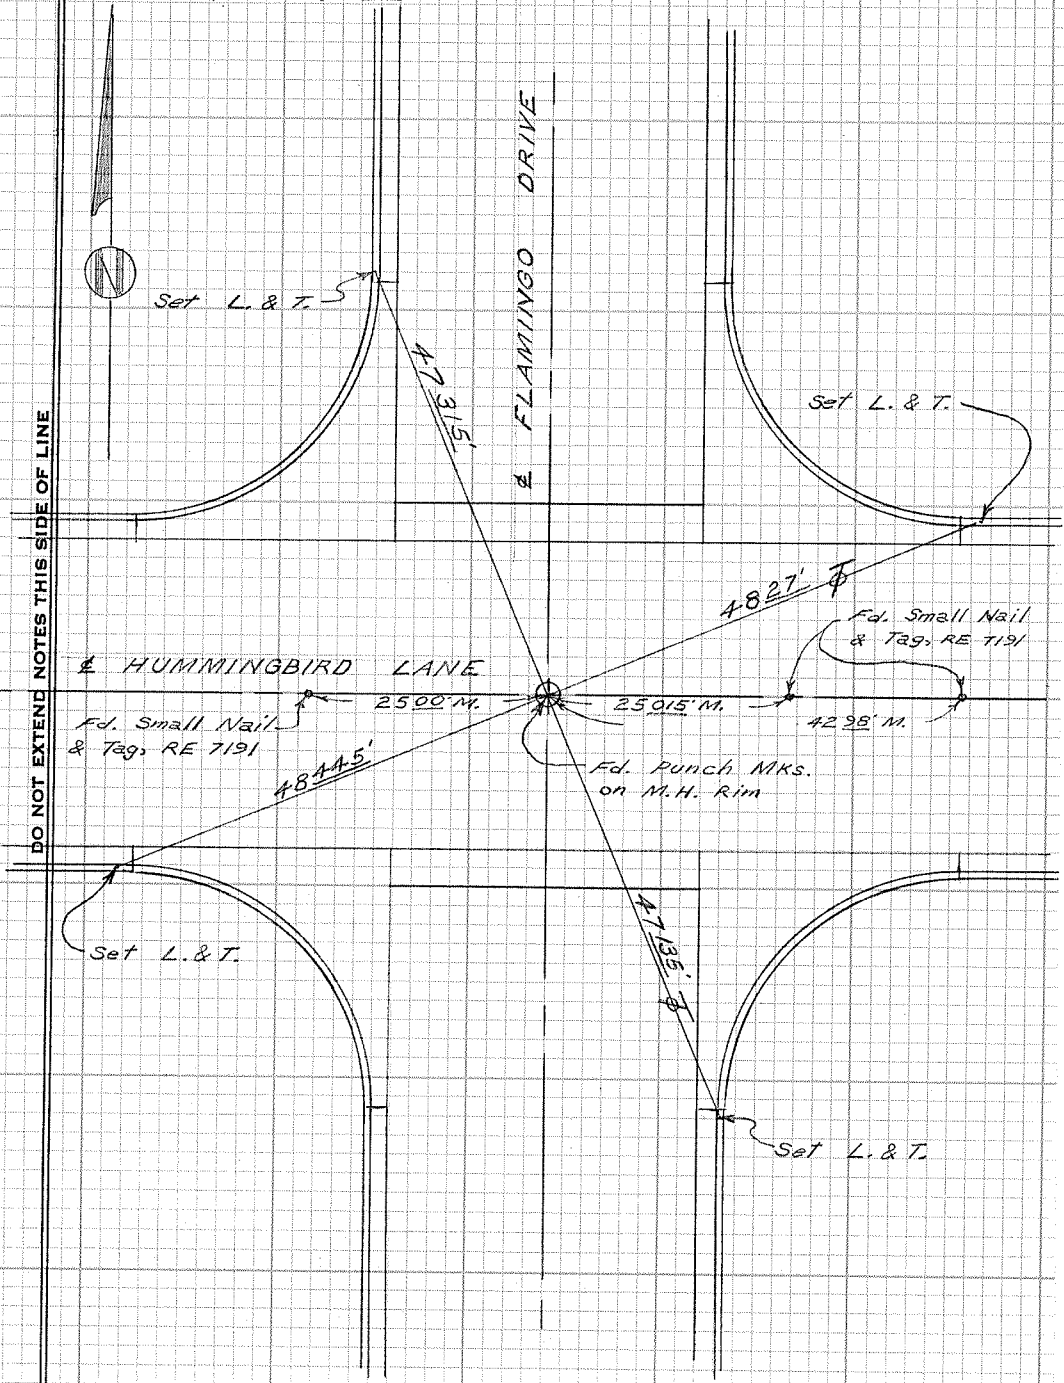 DO NOT EXTEND NOTES THIS SIDE OF LINE
N
Set L. & T.
47.315'
℄ FLAMINGO DRIVE
Set L. & T.
48.27'
Fd. Small Nail
& Tag, RE 7191
℄ HUMMINGBIRD LANE
25.00' M.
25.015' M.
42.98' M.
Fd. Small Nail
& Tag, RE 7191
48.445'
Fd. Punch Mks.
on M.H. Rim
Set L. & T.
47.135'
Set L. & T.